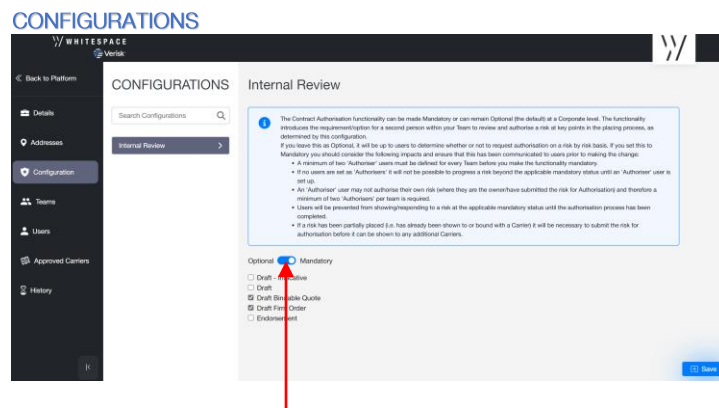 CONFIGURATIONS
WHITESPACE
Verisk
Back to Platform
Details
Addresses
Configuration
Teams
Users
Approved Carriers
History
CONFIGURATIONS
Search Configurations
Internal Review
Internal Review
The Contract Authorisation functionality can be made Mandatory or can remain Optional (the default) at a Corporate level. The functionality
introduces the requirement/option for a second person within your Team to review and authorise a risk at key points in the placing process, as
determined by this configuration.
If you leave this as Optional, it will be up to users to determine whether or not to request authorisation on a risk by risk basis. If you set this to
Mandatory you should consider the following impacts and ensure that this has been communicated to users prior to making the change:
• A minimum of two 'Authoriser' users must be defined for every Team before you make the functionality mandatory.
• If no users are set as 'Authorisers' it will not be possible to progress a risk beyond the applicable mandatory status until an 'Authoriser' user is
set up.
• An 'Authoriser' user may not authorise their own risk (where they are the owner/have submitted the risk for Authorisation) and therefore a
minimum of two 'Authorisers' per team is required.
• Users will be prevented from showing/responding to a risk at the applicable mandatory status until the authorisation process has been
completed.
• If a risk has been partially placed (i.e. has already been shown to or bound with a Carrier) it will be necessary to submit the risk for
authorisation before it can be shown to any additional Carriers.
Optional Mandatory
Draft - Indicative
Draft
Draft Bindable Quote
Draft Firm Order
Endorsement
Save